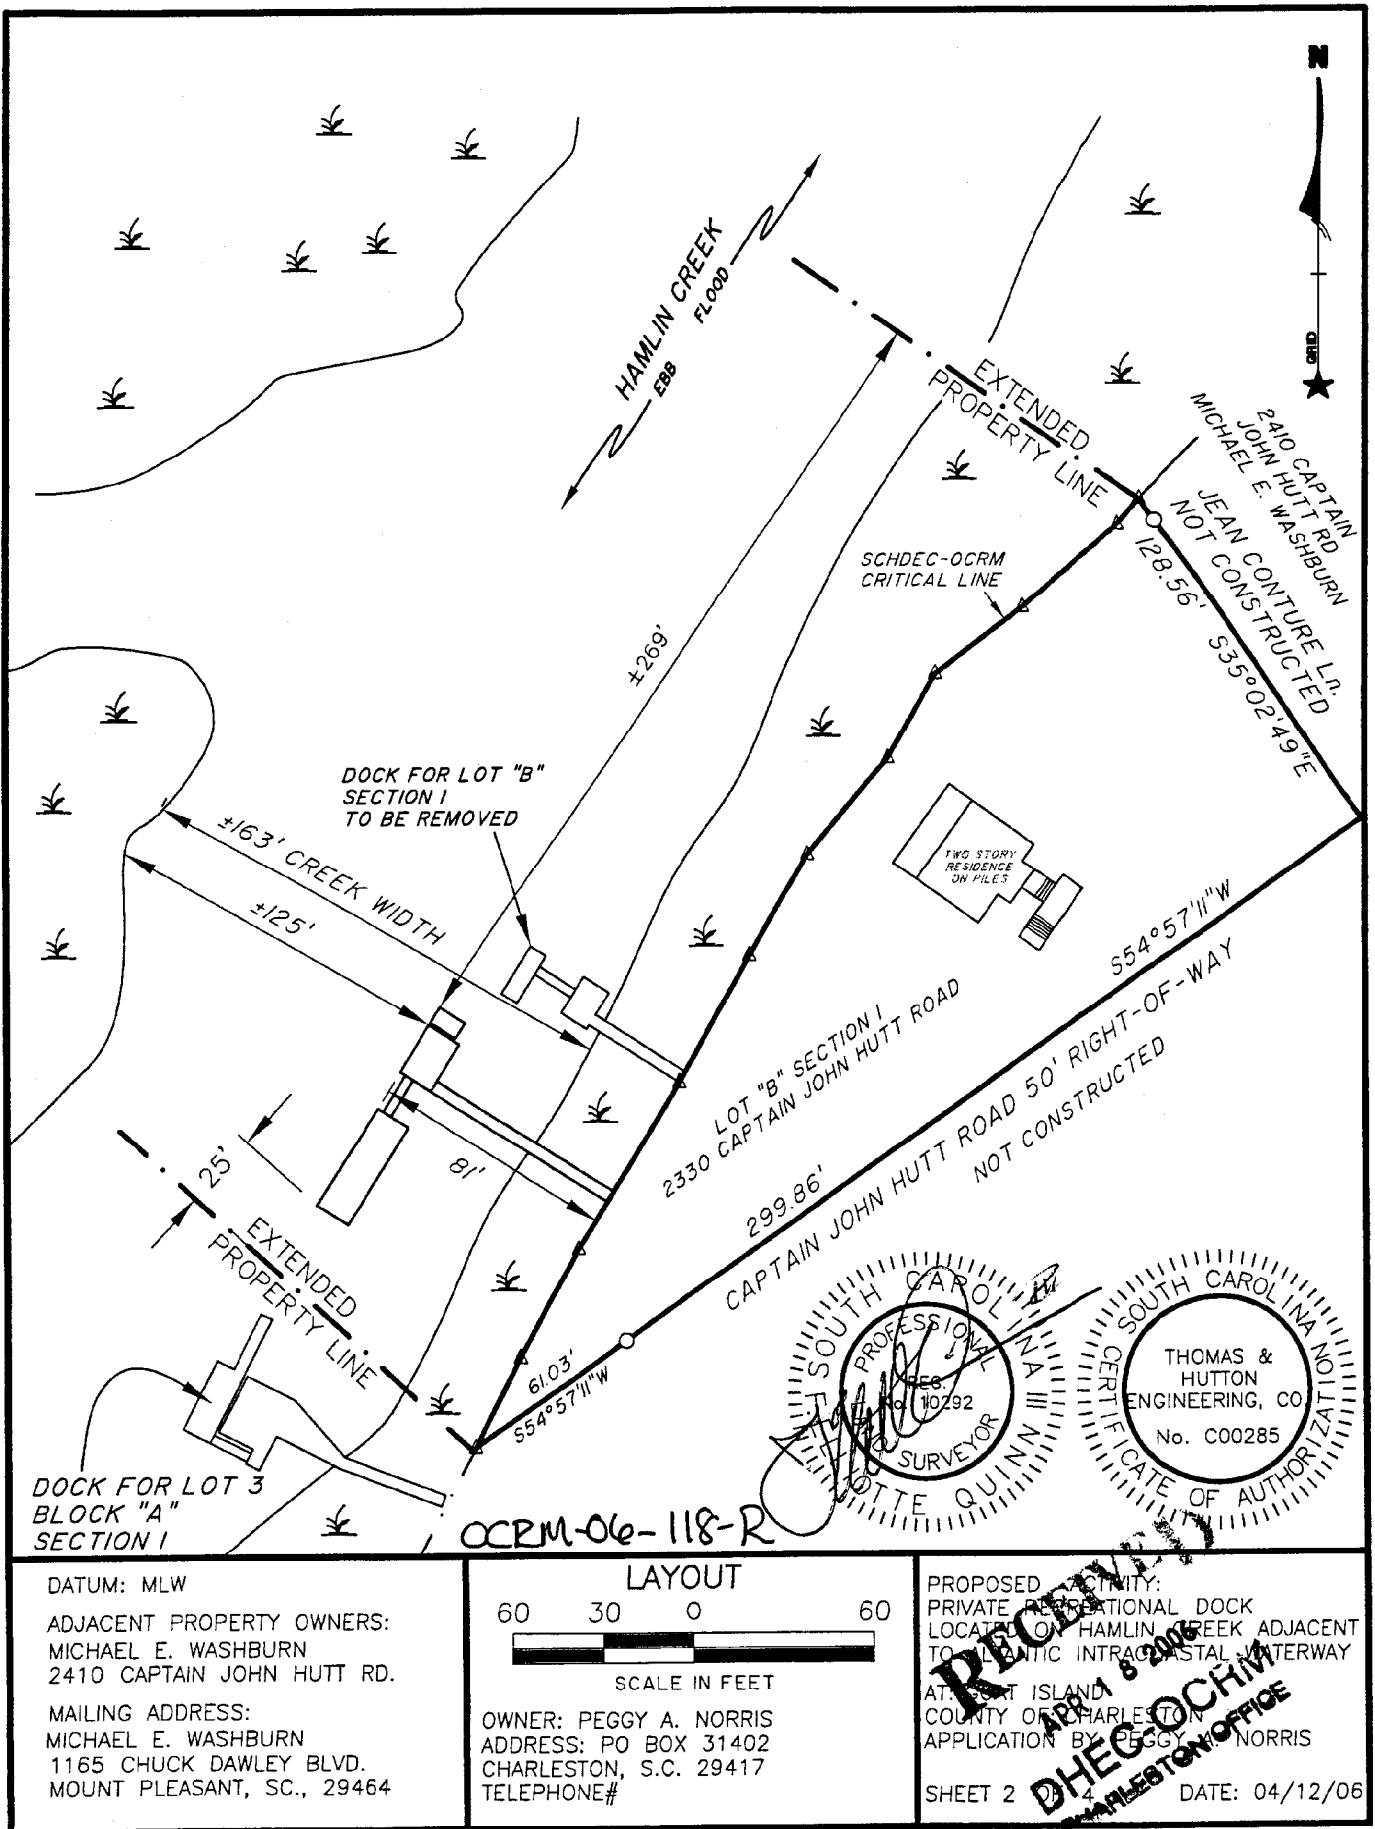 N
GRID
HAMLIN CREEK
FLOOD
EBB
EXTENDED
PROPERTY LINE
2410 CAPTAIN
JOHN HUTT RD
MICHAEL E. WASHBURN
JEAN CONTURE Ln.
NOT CONSTRUCTED
128.56' S35°02'49"E
SCHDEC-OCRM
CRITICAL LINE
±269'
DOCK FOR LOT "B"
SECTION I
TO BE REMOVED
±163' CREEK WIDTH
±125'
TWO STORY
RESIDENCE
ON PILES
S54°57'11"W
LOT "B" SECTION I
2330 CAPTAIN JOHN HUTT ROAD
299.86'
CAPTAIN JOHN HUTT ROAD 50' RIGHT-OF-WAY
NOT CONSTRUCTED
81'
25'
EXTENDED
PROPERTY LINE
61.03'
S54°57'11"W
DOCK FOR LOT 3
BLOCK "A"
SECTION I
SOUTH CAROLINA
PROFESSIONAL
REG.
No. 10292
SURVEYOR
QUINN III
SOUTH CAROLINA
THOMAS &
HUTTON
ENGINEERING, CO
No. C00285
CERTIFICATE OF AUTHORIZATION
OCRM-06-118-R
DATUM: MLW
ADJACENT PROPERTY OWNERS:
MICHAEL E. WASHBURN
2410 CAPTAIN JOHN HUTT RD.
MAILING ADDRESS:
MICHAEL E. WASHBURN
1165 CHUCK DAWLEY BLVD.
MOUNT PLEASANT, SC., 29464
LAYOUT
60 30 0 60
SCALE IN FEET
OWNER: PEGGY A. NORRIS
ADDRESS: PO BOX 31402
CHARLESTON, S.C. 29417
TELEPHONE#
PROPOSED ACTIVITY:
PRIVATE RECREATIONAL DOCK
LOCATED ON HAMLIN CREEK ADJACENT
TO ATLANTIC INTRACOASTAL WATERWAY
AT: GOAT ISLAND
COUNTY OF CHARLESTON
APPLICATION BY PEGGY A. NORRIS
SHEET 2 OF 4 DATE: 04/12/06
RECEIVED
APR 18 2006
DHEC-OCRM
CHARLESTON OFFICE